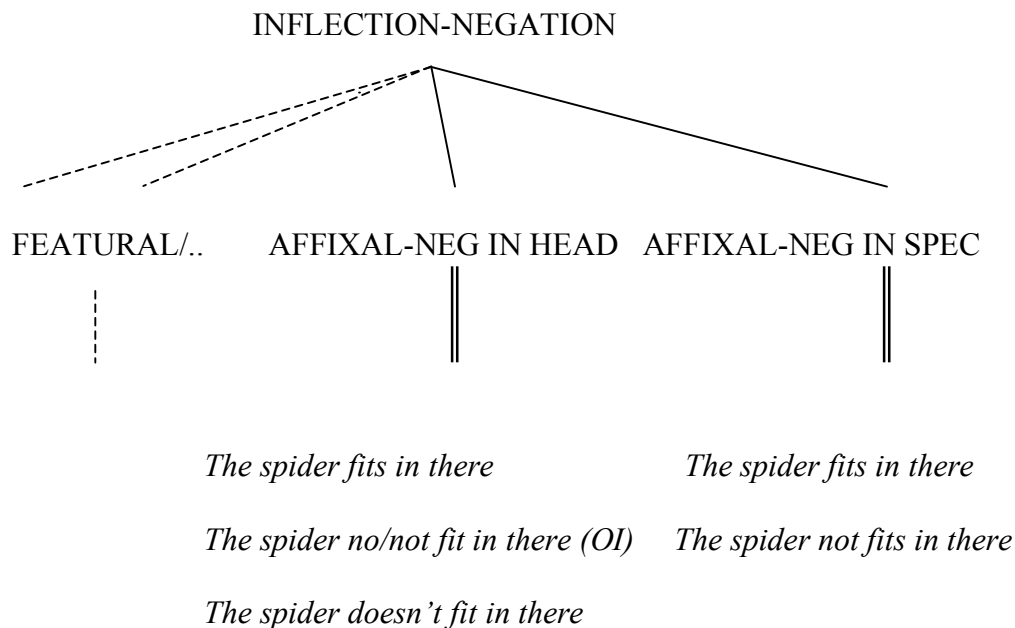 INFLECTION-NEGATION
FEATURAL/.. AFFIXAL-NEG IN HEAD AFFIXAL-NEG IN SPEC
The spider fits in there The spider fits in there
The spider no/not fit in there (OI) The spider not fits in there
The spider doesn’t fit in there